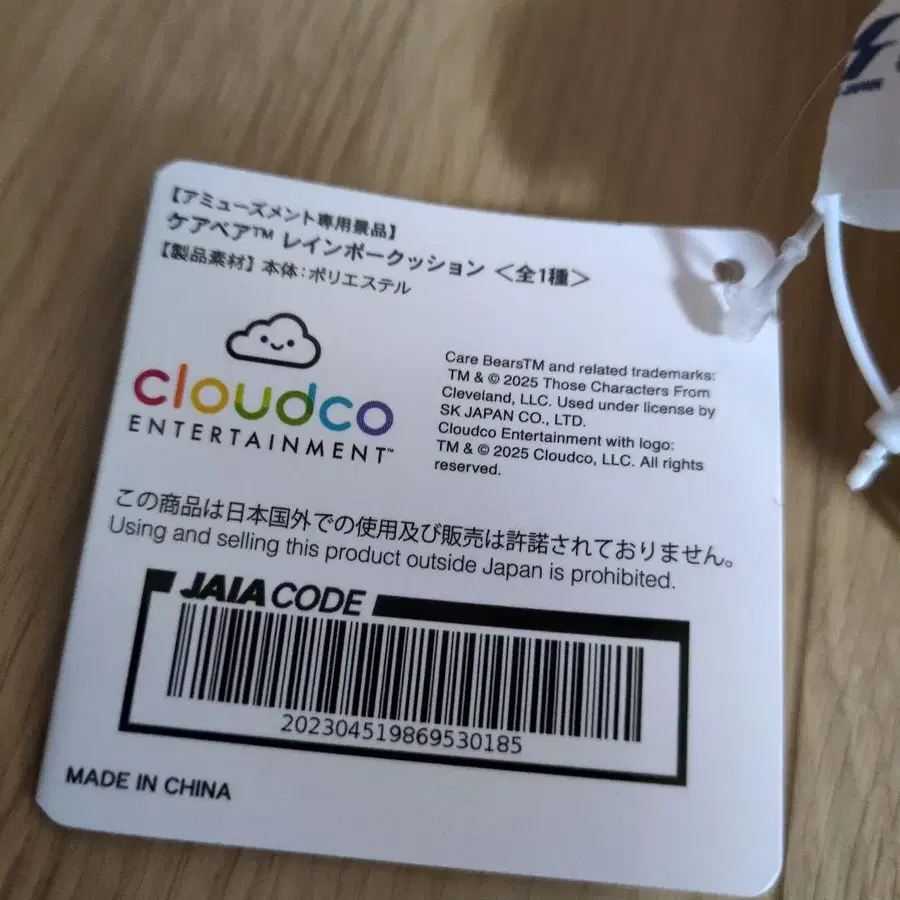 【アミューズメント専用景品】
ケアベア™ レインボークッション <全1種>
【製品素材】本体:ポリエステル
cloudco
ENTERTAINMENT™
Care BearsTM and related trademarks:
TM & © 2025 Those Characters From
Cleveland, LLC. Used under license by
SK JAPAN CO., LTD.
Cloudco Entertainment with logo:
TM & © 2025 Cloudco, LLC. All rights
reserved.
この商品は日本国外での使用及び販売は許諾されておりません。
Using and selling this product outside Japan is prohibited.
JAIA CODE
202304519869530185
MADE IN CHINA
JAPAN